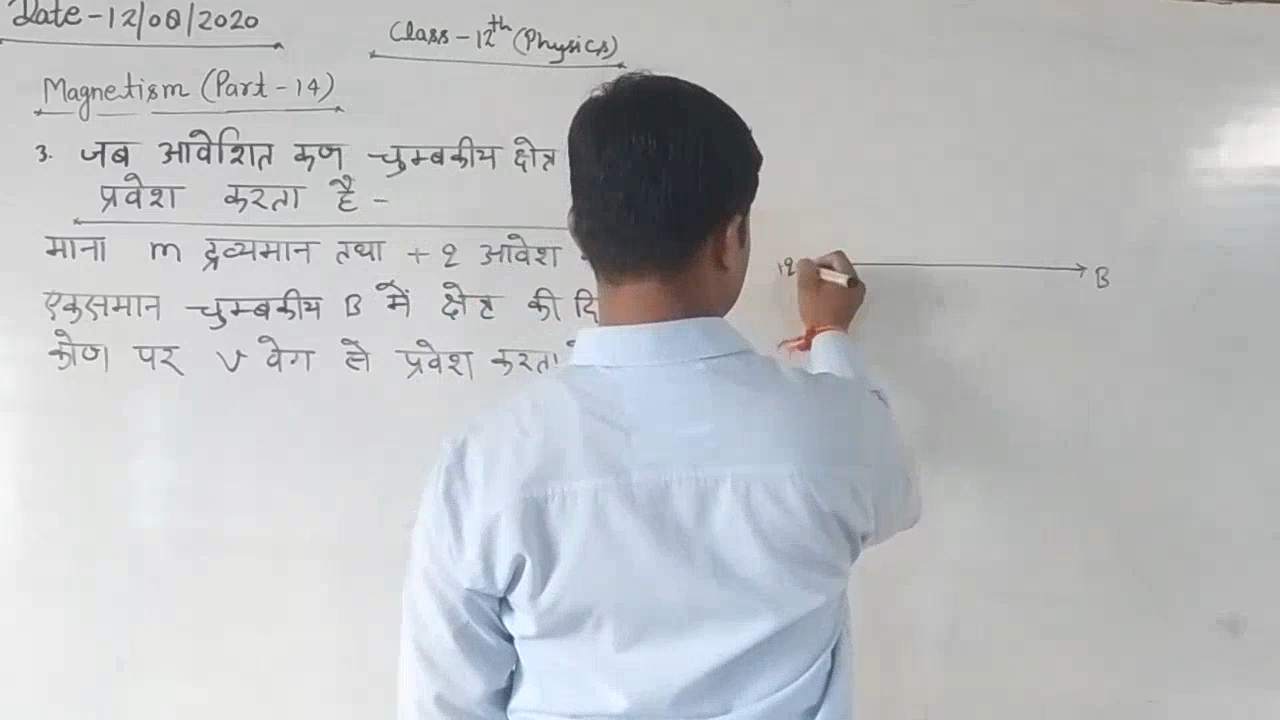 Date - 12/08/2020
Class - 12th (Physics)
Magnetism (Part - 14)
3. जब आवेशित कण चुम्बकीय क्षेत्र
प्रवेश करता है -
माना m द्रव्यमान तथा + q आवेश
एकसमान चुम्बकीय B में क्षेत्र की
कोण पर v वेग से प्रवेश करता
B